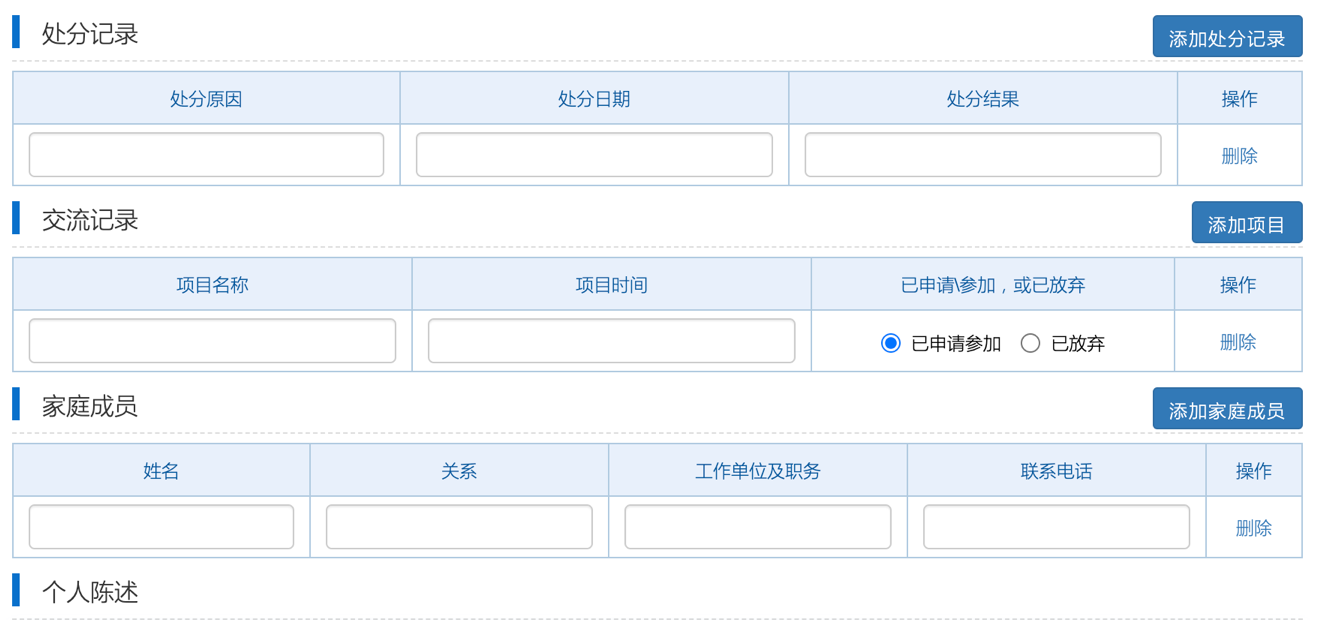 处分记录
添加处分记录
处分原因 处分日期 处分结果 操作
删除
交流记录
添加项目
项目名称 项目时间 已申请\参加，或已放弃 操作
已申请参加 已放弃 删除
家庭成员
添加家庭成员
姓名 关系 工作单位及职务 联系电话 操作
删除
个人陈述